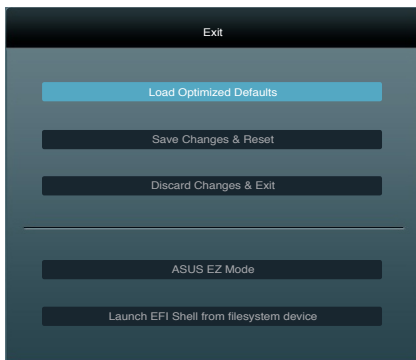 Exit
Load Optimized Defaults
Save Changes & Reset
Discard Changes & Exit
ASUS EZ Mode
Launch EFI Shell from filesystem device